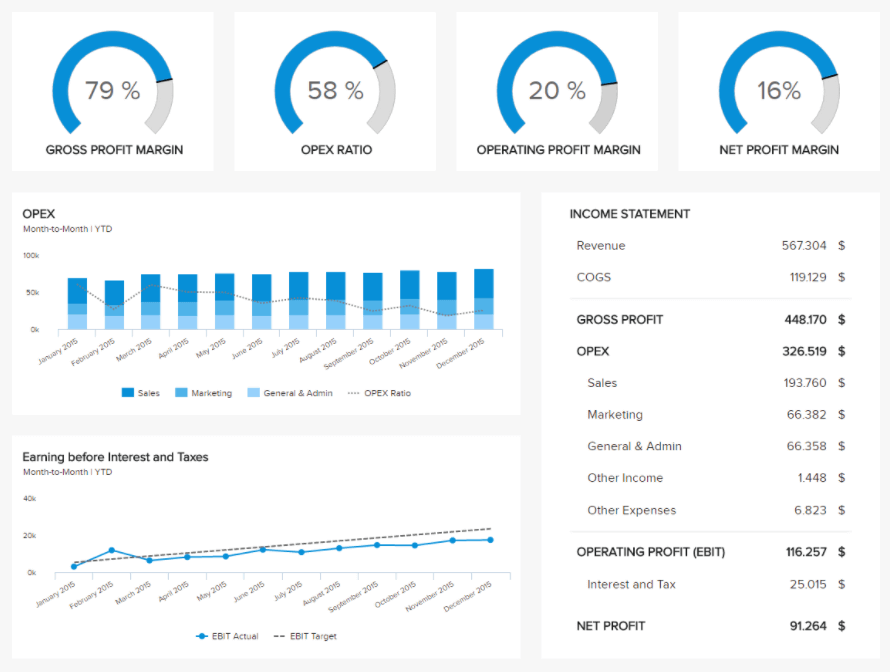 79 %
GROSS PROFIT MARGIN
58 %
OPEX RATIO
20 %
OPERATING PROFIT MARGIN
16%
NET PROFIT MARGIN
OPEX
Month-to-Month | YTD
100k
50k
0k
January 2015
February 2015
March 2015
April 2015
May 2015
June 2015
July 2015
August 2015
September 2015
October 2015
November 2015
December 2015
Sales
Marketing
General & Admin
OPEX Ratio
Earning before Interest and Taxes
Month-to-Month | YTD
40k
20k
0k
January 2015
February 2015
March 2015
April 2015
May 2015
June 2015
July 2015
August 2015
September 2015
October 2015
November 2015
December 2015
EBIT Actual
EBIT Target
INCOME STATEMENT
Revenue 567.304 $
COGS 119.129 $
GROSS PROFIT 448.170 $
OPEX 326.519 $
Sales 193.760 $
Marketing 66.382 $
General & Admin 66.358 $
Other Income 1.448 $
Other Expenses 6.823 $
OPERATING PROFIT (EBIT) 116.257 $
Interest and Tax 25.015 $
NET PROFIT 91.264 $